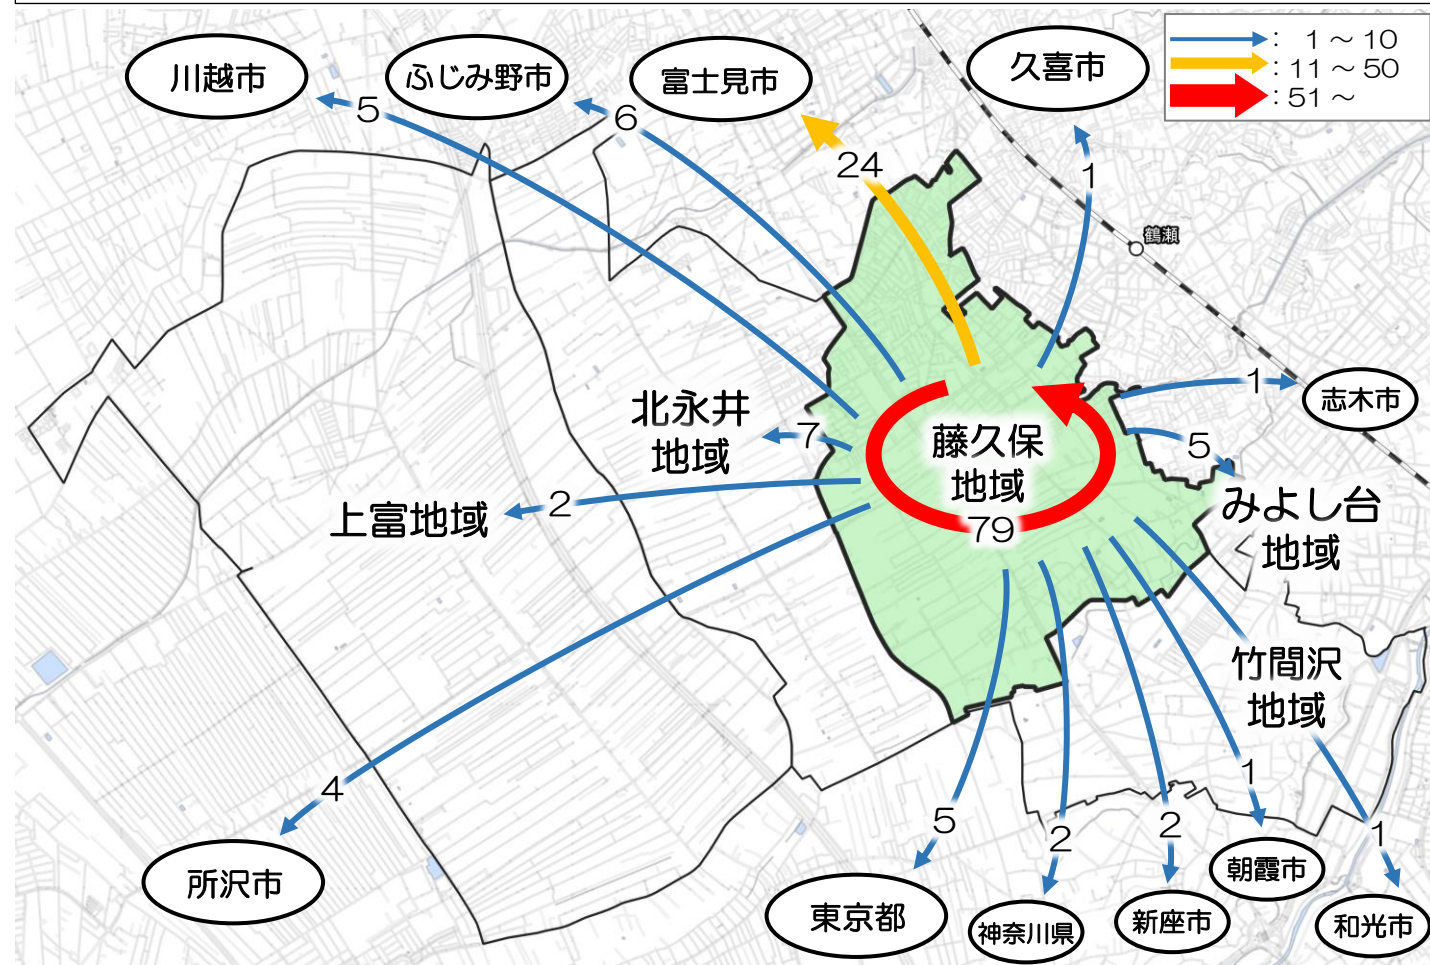 川越市
ふじみ野市
富士見市
久喜市
: 1～10
: 11～50
: 51～
5
6
24
1
鶴瀬
1
志木市
北永井
地域
7
藤久保
地域
79
5
みよし台
地域
上富地域
2
竹間沢
地域
4
5
2
2
1
1
所沢市
東京都
神奈川県
新座市
朝霞市
和光市